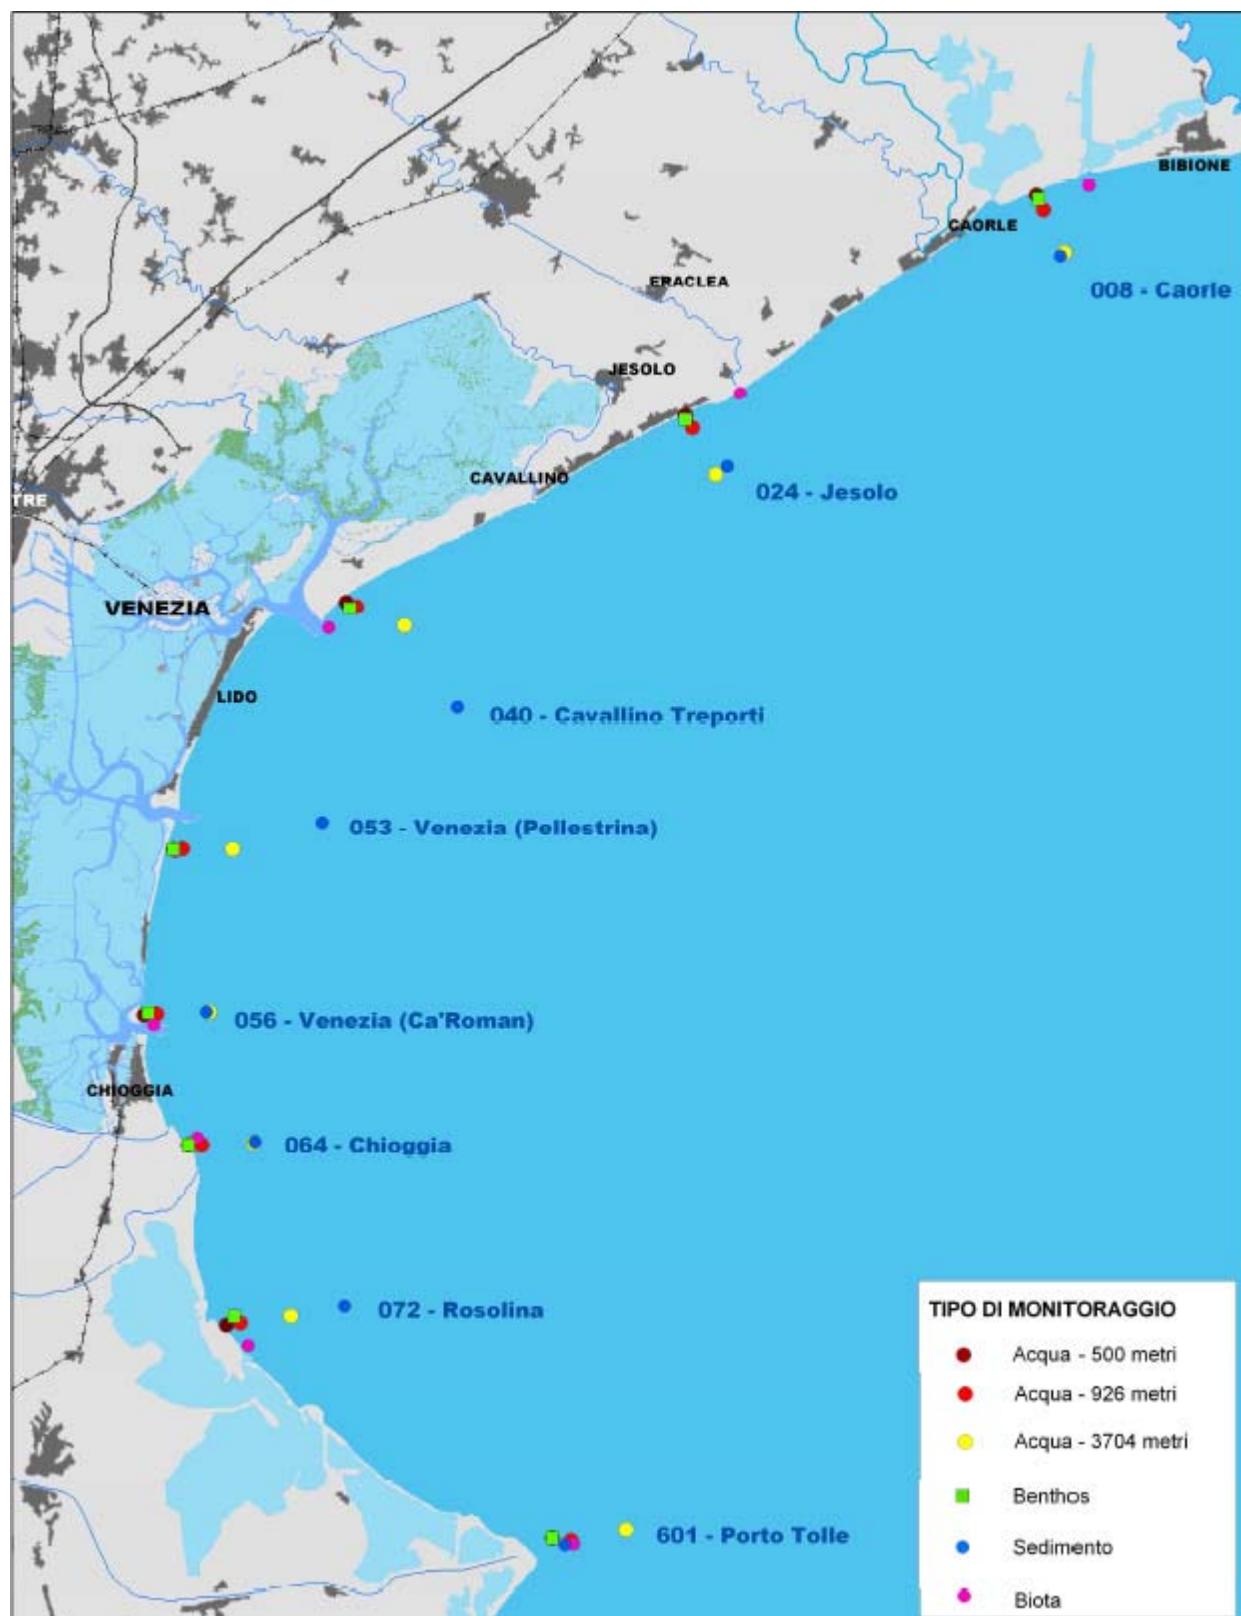 BIBIONE
CAORLE
ERACLEA
008 - Caorle
JESOLO
CAVALLINO
024 - Jesolo
TRE
VENEZIA
LIDO
040 - Cavallino Treporti
053 - Venezia (Pellestrina)
056 - Venezia (Ca'Roman)
CHIOGGIA
064 - Chioggia
072 - Rosolina
601 - Porto Tolle
TIPO DI MONITORAGGIO
Acqua - 500 metri
Acqua - 926 metri
Acqua - 3704 metri
Benthos
Sedimento
Biota